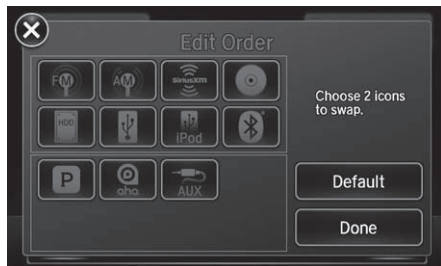 Edit Order
FM AM SiriusXM
HDD iPod
Choose 2 icons
to swap.
P aha AUX
Default
Done